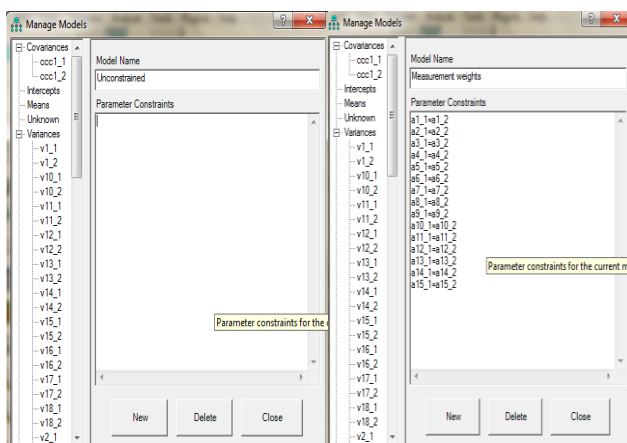 Manage Models
Covariances
ccc1_1
ccc1_2
Intercepts
Means
Unknown
Variances
v1_1
v1_2
v10_1
v10_2
v11_1
v11_2
v12_1
v12_2
v13_1
v13_2
v14_1
v14_2
v15_1
v15_2
v16_1
v16_2
v17_1
v17_2
v18_1
v18_2
v2_1
Model Name
Unconstrained
Parameter Constraints
Parameter constraints for the
New
Delete
Close
Manage Models
Covariances
ccc1_1
ccc1_2
Intercepts
Means
Unknown
Variances
v1_1
v1_2
v10_1
v10_2
v11_1
v11_2
v12_1
v12_2
v13_1
v13_2
v14_1
v14_2
v15_1
v15_2
v16_1
v16_2
v17_1
v17_2
v18_1
v18_2
v2_1
Model Name
Measurement weights
Parameter Constraints
a1_1=a1_2
a2_1=a2_2
a3_1=a3_2
a4_1=a4_2
a5_1=a5_2
a6_1=a6_2
a7_1=a7_2
a8_1=a8_2
a9_1=a9_2
a10_1=a10_2
a11_1=a11_2
a12_1=a12_2
a13_1=a13_2
a14_1=a14_2
a15_1=a15_2
Parameter constraints for the current m
New
Delete
Close